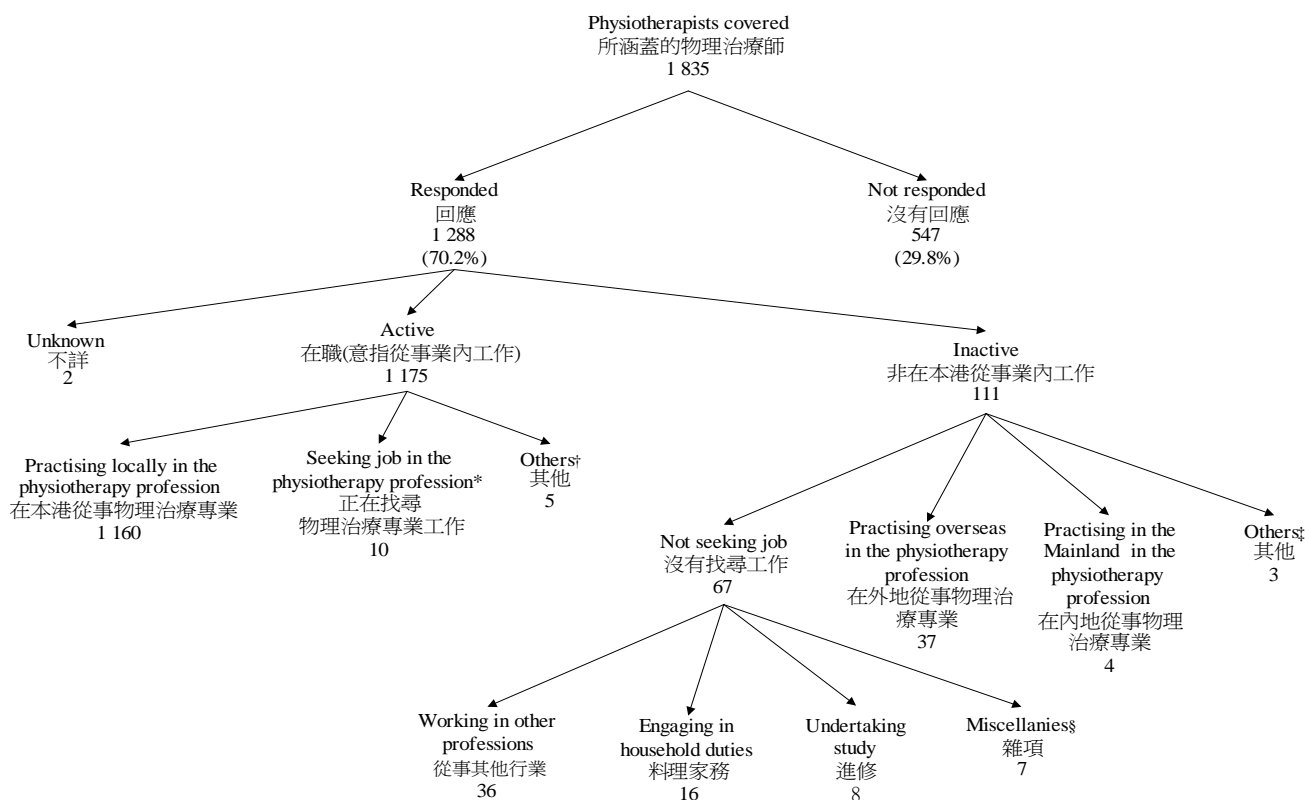 Physiotherapists covered
所涵蓋的物理治療師
1 835
Responded
回應
1 288
(70.2%)
Not responded
沒有回應
547
(29.8%)
Unknown
不詳
2
Active
在職(意指從事業內工作)
1 175
Inactive
非在本港從事業內工作
111
Practising locally in the
physiotherapy profession
在本港從事物理治療專業
1 160
Seeking job in the
physiotherapy profession*
正在找尋
物理治療專業工作
10
Others†
其他
5
Not seeking job
沒有找尋工作
67
Practising overseas
in the physiotherapy
profession
在外地從事物理治
療專業
37
Practising in the
Mainland in the
physiotherapy
profession
在內地從事物理
治療專業
4
Others‡
其他
3
Working in other
professions
從事其他行業
36
Engaging in
household duties
料理家務
16
Undertaking
study
進修
8
Miscellanies§
雜項
7